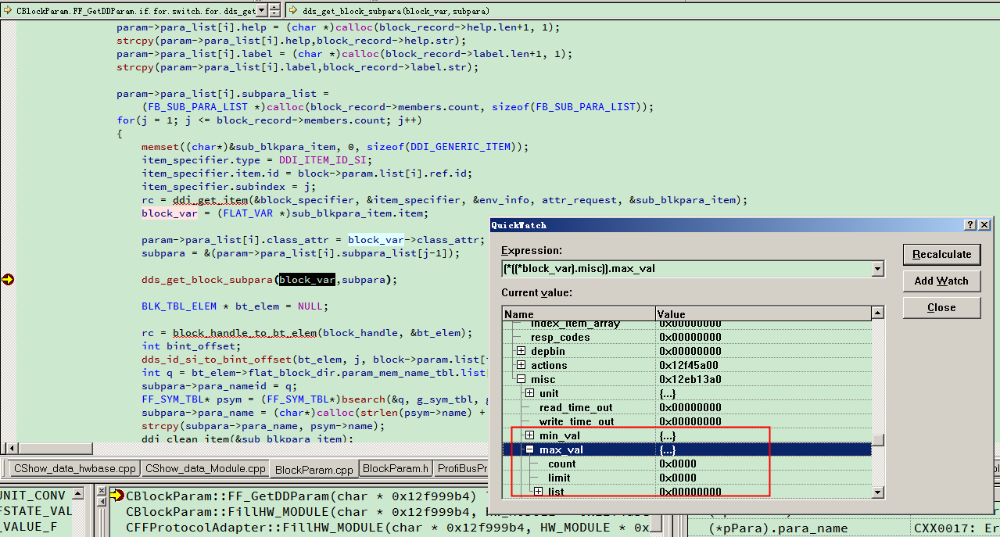 CBlockParam.FF_GetDDParam.if.for.switch.for.dds_get
dds_get_block_subpara(block_var,subpara)
param->para_list[i].help = (char *)calloc(block_record->help.len+1, 1);
strcpy(param->para_list[i].help,block_record->help.str);
param->para_list[i].label = (char *)calloc(block_record->label.len+1, 1);
strcpy(param->para_list[i].label,block_record->label.str);
param->para_list[i].subpara_list =
(FB_SUB_PARA_LIST *)calloc(block_record->members.count, sizeof(FB_SUB_PARA_LIST));
for(j = 1; j <= block_record->members.count; j++)
{
memset((char*)&sub_blkpara_item, 0, sizeof(DDI_GENERIC_ITEM));
item_specifier.type = DDI_ITEM_ID_SI;
item_specifier.item.id = block->param.list[i].ref.id;
item_specifier.subindex = j;
rc = ddi_get_item(&block_specifier, &item_specifier, &env_info, attr_request, &sub_blkpara_item);
block_var = (FLAT_VAR *)sub_blkpara_item.item;
param->para_list[i].class_attr = block_var->class_attr;
subpara = &(param->para_list[i].subpara_list[j-1]);
dds_get_block_subpara(block_var,subpara);
BLK_TBL_ELEM * bt_elem = NULL;
rc = block_handle_to_bt_elem(block_handle, &bt_elem);
int bint_offset;
dds_id_si_to_bint_offset(bt_elem, j, block->param.list[
int q = bt_elem->flat_block_dir.param_mem_name_tbl.list[
subpara->para_nameid = q;
FF_SYM_TBL* psym = (FF_SYM_TBL*)bsearch(&q, g_sym_tbl, g
subpara->para_name = (char*)calloc(strlen(psym->name) +
strcpy(subpara->para_name, psym->name);
ddi_clean_item(&sub_blkpara_item);
QuickWatch
Expression:
(*((*block_var).misc)).max_val
Recalculate
Add Watch
Close
Current value:
Name Value
index_item_array 0x00000000
resp_codes 0x00000000
depbin 0x00000000
actions 0x12f45a00
misc 0x12eb13a0
unit {...}
read_time_out 0x00000000
write_time_out 0x00000000
min_val {...}
max_val {...}
count 0x0000
limit 0x0000
list 0x00000000
CShow_data_hwbase.cpp CShow_data_Module.cpp BlockParam.cpp BlockParam.h ProfiBusPr
UNIT_CONV
FSTATE_VAL
_VALUE_F
CBlockParam::FF_GetDDParam(char * 0x12f999b4)
CBlockParam::FillHW_MODULE(char * 0x12f999b4,
CFFProtocolAdapter::FillHW_MODULE(char * 0x12f999b4, HW_MODULE * 0x
(*pPara).para_name CXX0017: Er